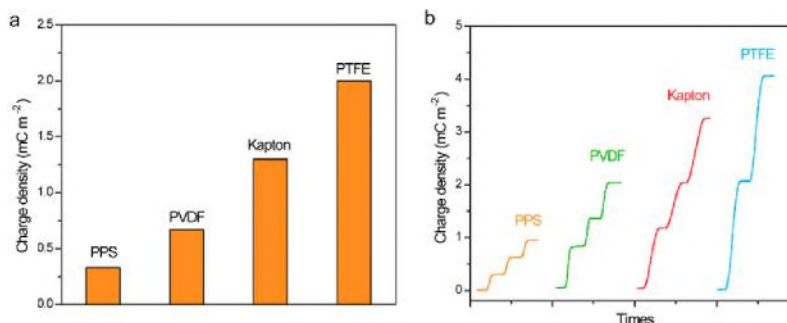 a
2.5
2.0
1.5
1.0
0.5
0.0
Charge density (mC m⁻²)
PPS
PVDF
Kapton
PTFE
b
5
4
3
2
1
0
Charge density (mC m⁻²)
PPS
PVDF
Kapton
PTFE
Times